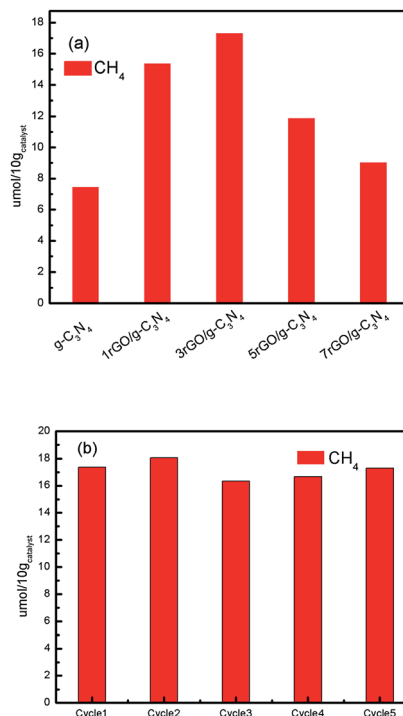 (a)
CH₄
18
16
14
12
10
8
6
4
2
0
umol/10g_catalyst
g-C₃N₄
1rGO/g-C₃N₄
3rGO/g-C₃N₄
5rGO/g-C₃N₄
7rGO/g-C₃N₄
(b)
CH₄
20
18
16
14
12
10
8
6
4
2
0
umol/10g_catalyst
Cycle1 Cycle2 Cycle3 Cycle4 Cycle5